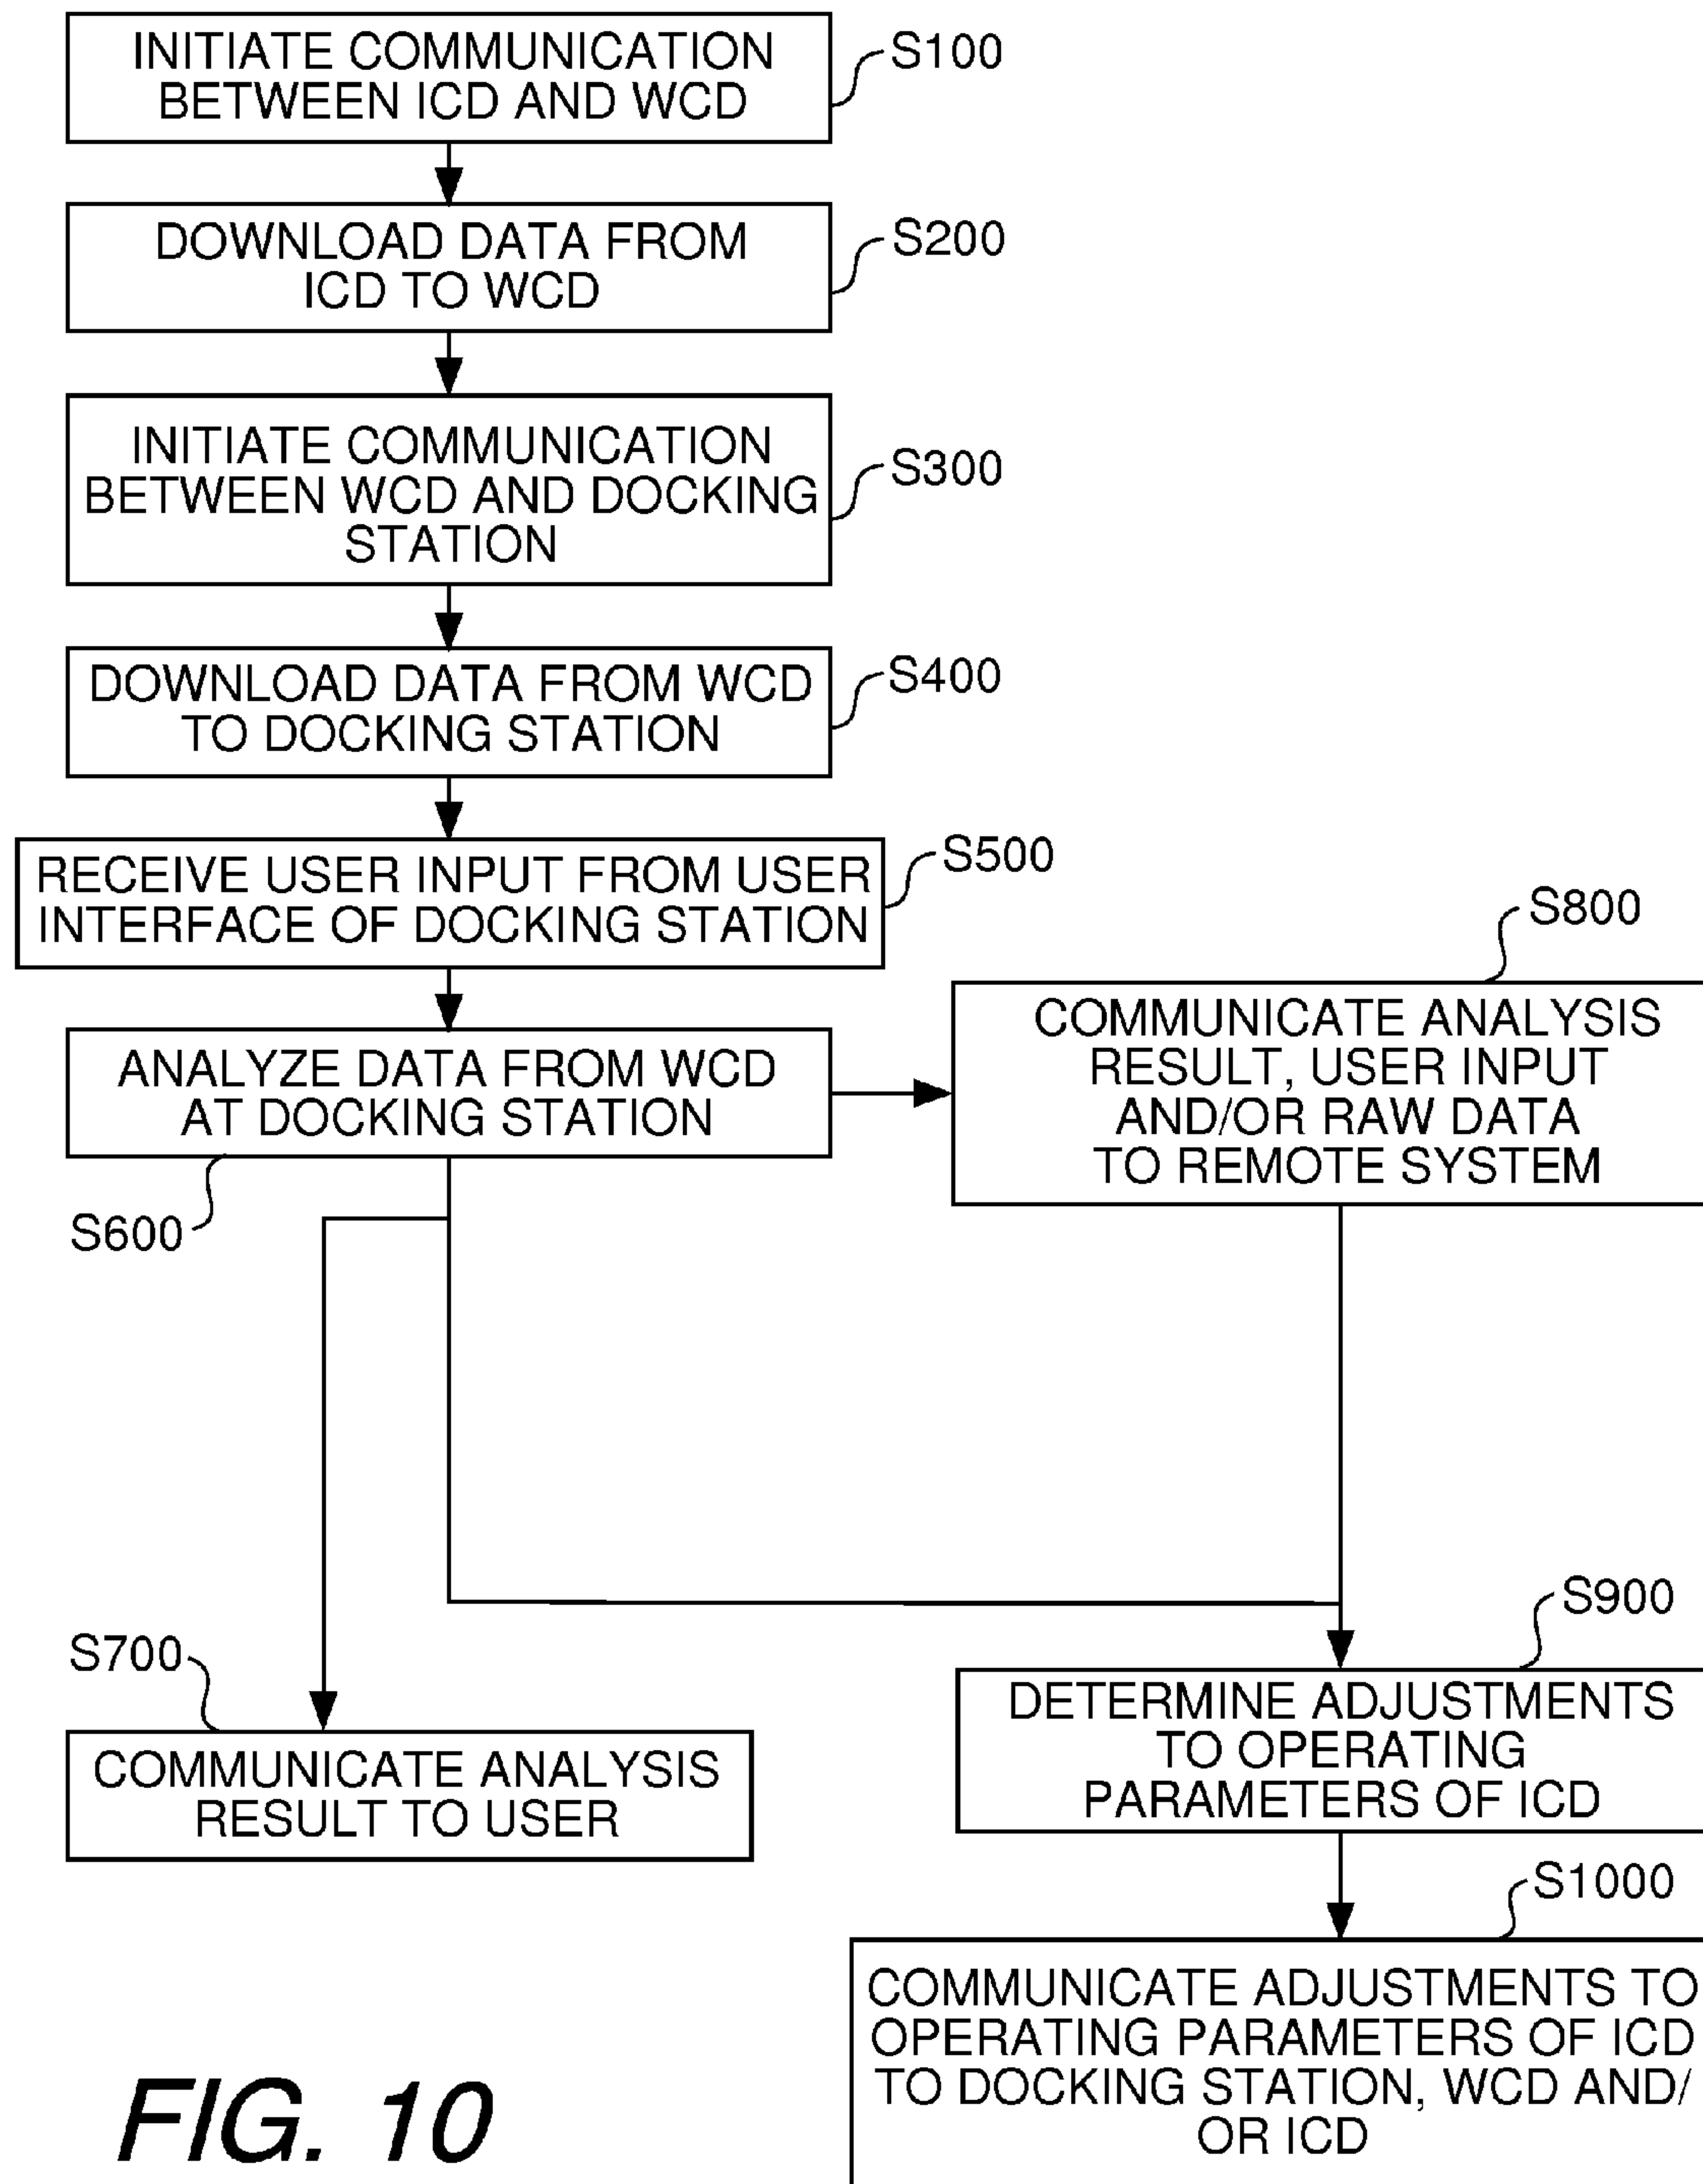 INITIATE COMMUNICATION
BETWEEN ICD AND WCD
S100
DOWNLOAD DATA FROM
ICD TO WCD
S200
INITIATE COMMUNICATION
BETWEEN WCD AND DOCKING
STATION
S300
DOWNLOAD DATA FROM WCD
TO DOCKING STATION
S400
RECEIVE USER INPUT FROM USER
INTERFACE OF DOCKING STATION
S500
ANALYZE DATA FROM WCD
AT DOCKING STATION
S600
S800
COMMUNICATE ANALYSIS
RESULT, USER INPUT
AND/OR RAW DATA
TO REMOTE SYSTEM
S700
COMMUNICATE ANALYSIS
RESULT TO USER
S900
DETERMINE ADJUSTMENTS
TO OPERATING
PARAMETERS OF ICD
S1000
COMMUNICATE ADJUSTMENTS TO
OPERATING PARAMETERS OF ICD
TO DOCKING STATION, WCD AND/
OR ICD
FIG. 10